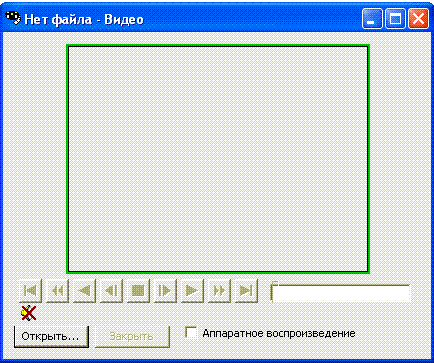 Нет файла - Видео
Открыть...
Закрыть
Аппаратное воспроизведение